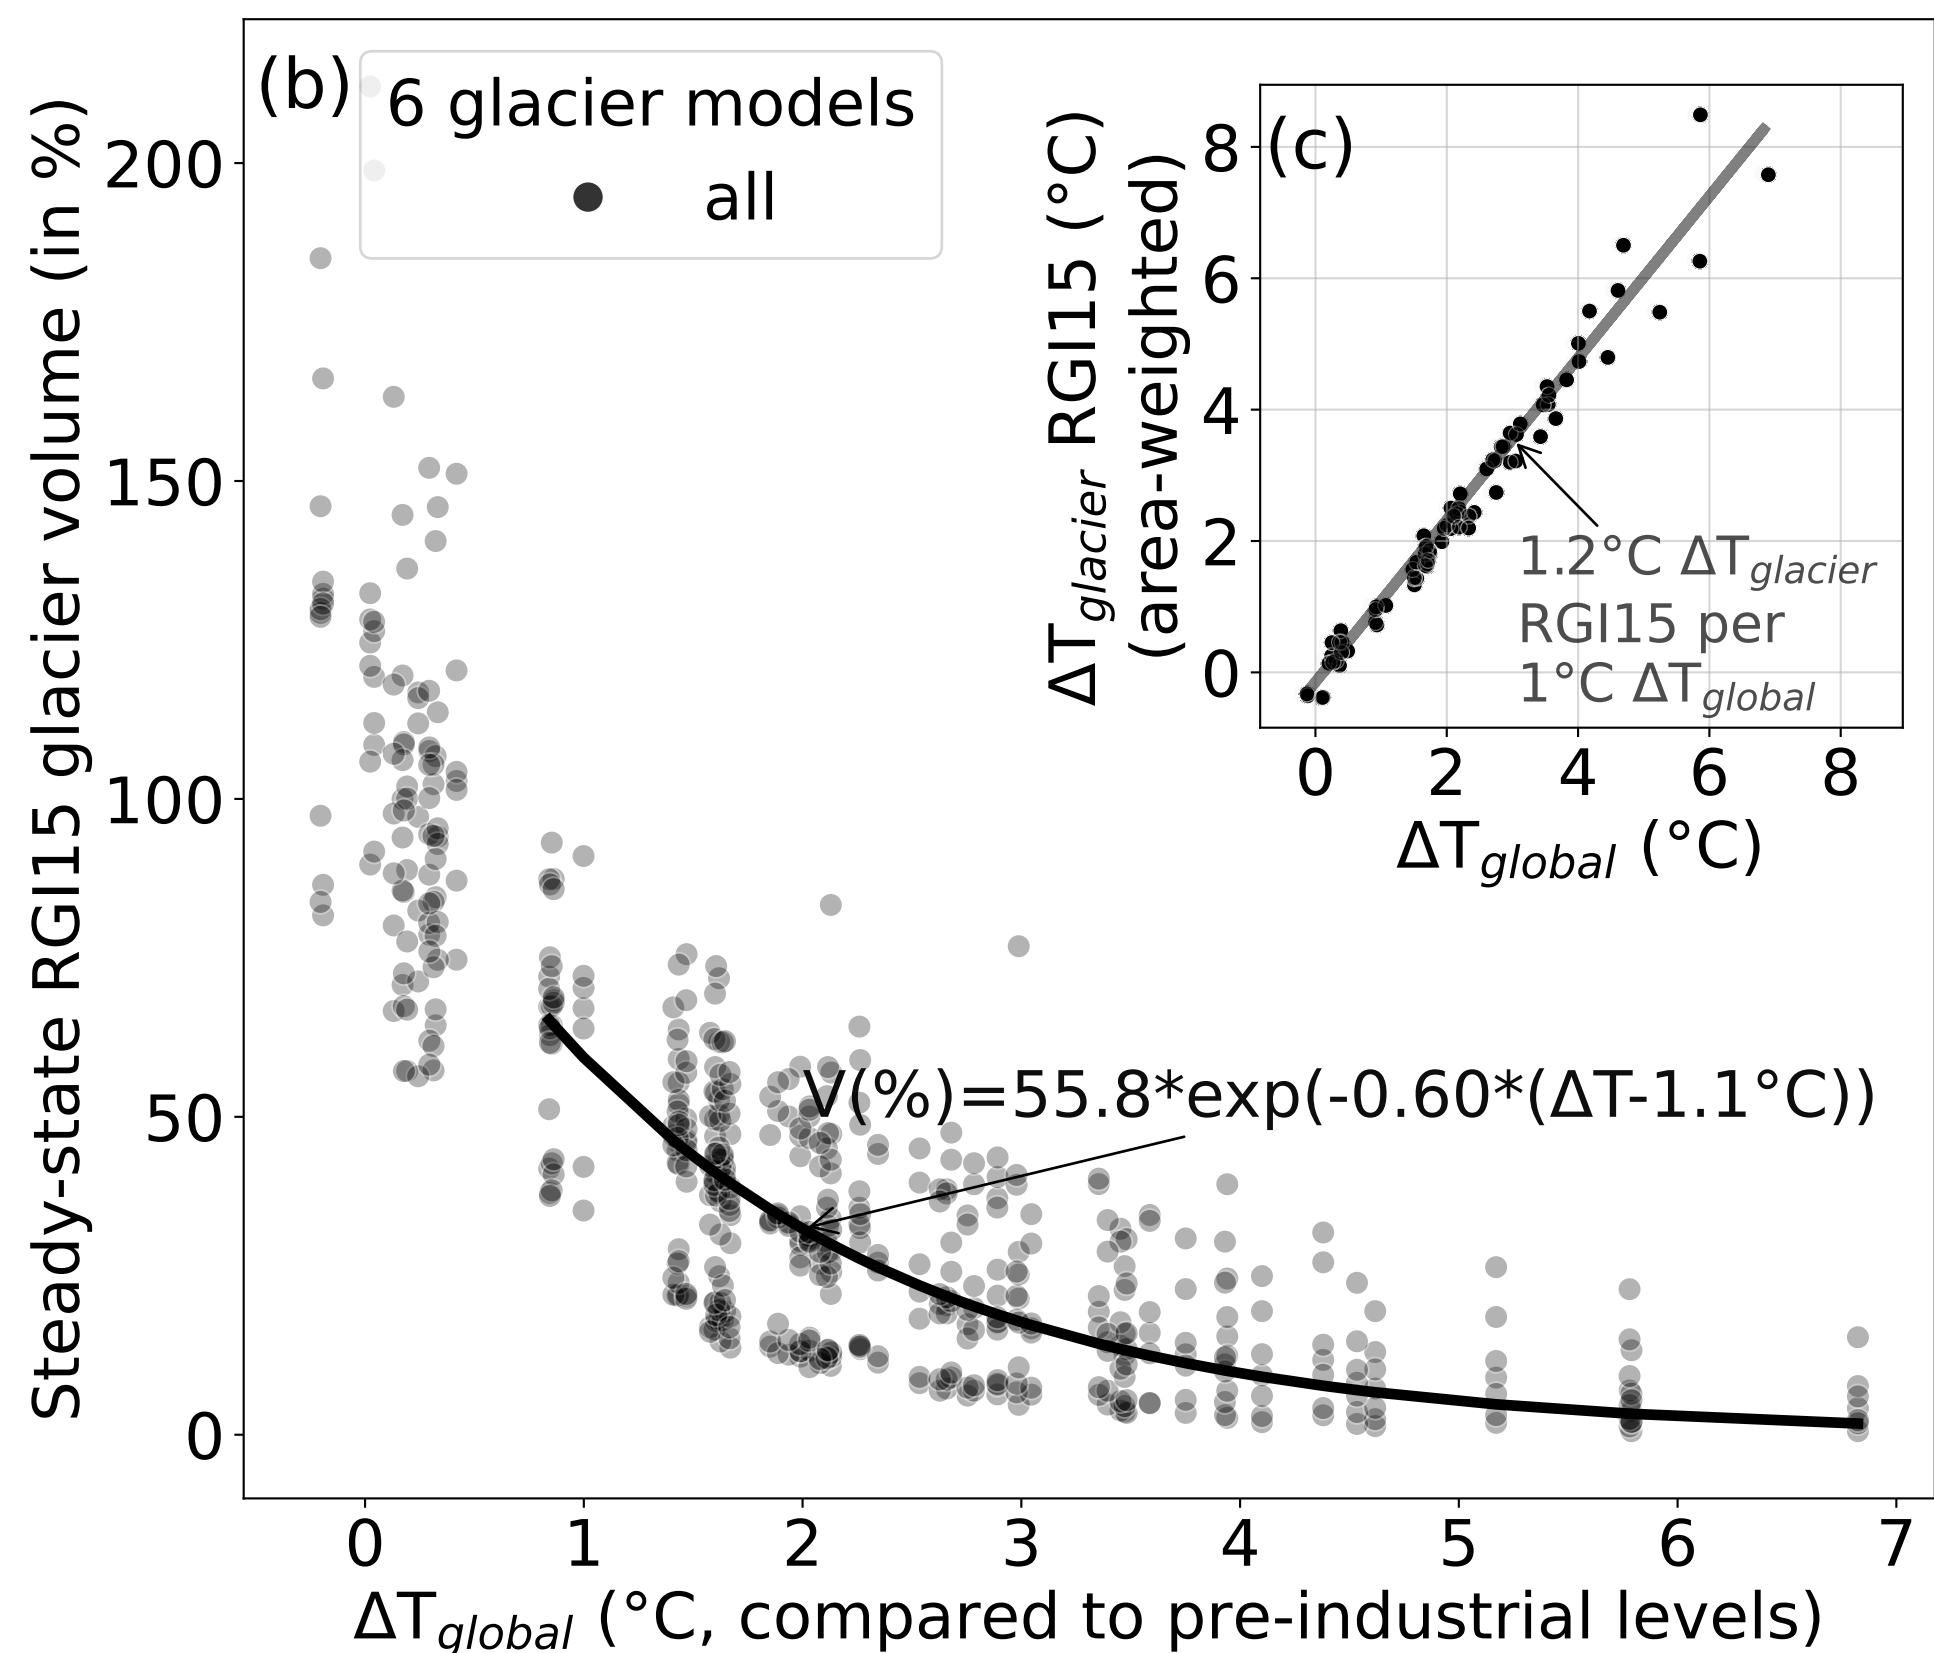 (b)
6 glacier models
all
Steady-state RGI15 glacier volume (in %)
200
150
100
50
0
V(%)=55.8*exp(-0.60*(ΔT-1.1°C))
0 1 2 3 4 5 6 7
ΔTglobal (°C, compared to pre-industrial levels)
(c)
ΔTglacier RGI15 (°C)
(area-weighted)
8
6
4
2
0
1.2°C ΔTglacier
RGI15 per
1°C ΔTglobal
0 2 4 6 8
ΔTglobal (°C)